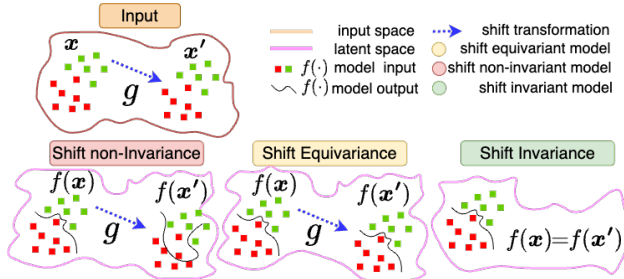 Input
x
x′
g
input space
latent space
f(·) model input
f(·) model output
shift transformation
shift equivariant model
shift non-invariant model
shift invariant model
Shift non-Invariance
f(x)
f(x′)
g
Shift Equivariance
f(x)
f(x′)
g
Shift Invariance
f(x)=f(x′)